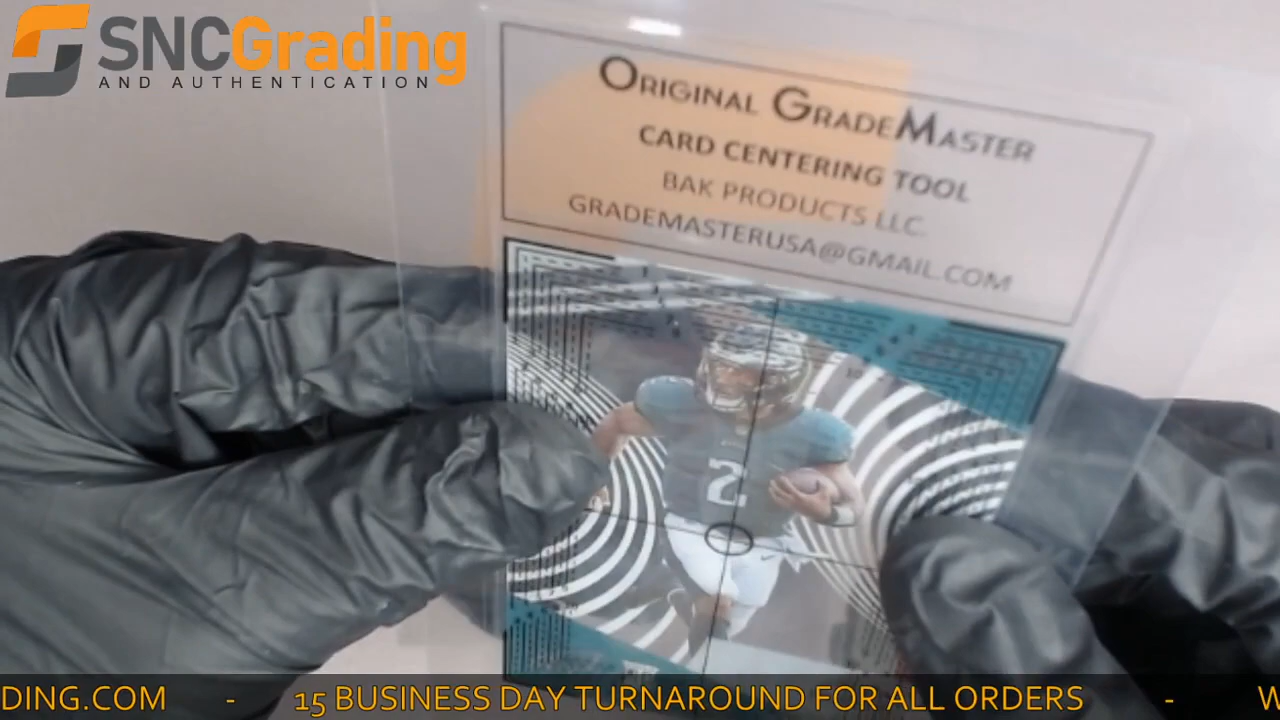 SNCGrading
AND AUTHENTICATION
ORIGINAL GRADEMASTER
CARD CENTERING TOOL
BAK PRODUCTS LLC.
GRADEMASTERUSA@GMAIL.COM
2
DING.COM - 15 BUSINESS DAY TURNAROUND FOR ALL ORDERS - W